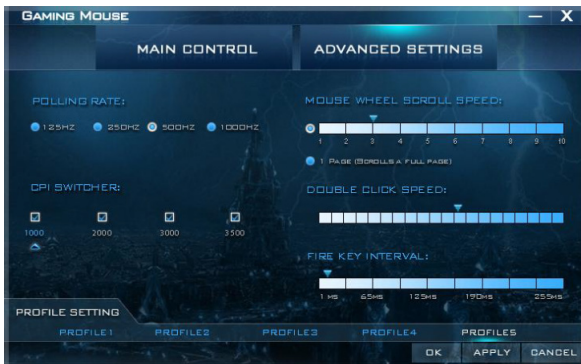 GAMING MOUSE
— X
MAIN CONTROL
ADVANCED SETTINGS
POLLING RATE:
125HZ 250HZ 500HZ 1000HZ
MOUSE WHEEL SCROLL SPEED:
1 2 3 4 5 6 7 8 9 10
1 PAGE (SCROLLS A FULL PAGE)
CPI SWITCHER:
1000 2000 3000 3500
DOUBLE CLICK SPEED:
FIRE KEY INTERVAL:
1 MS 65MS 125MS 190MS 255MS
PROFILE SETTING
PROFILE1 PROFILE2 PROFILE3 PROFILE4 PROFILE5
OK APPLY CANCEL